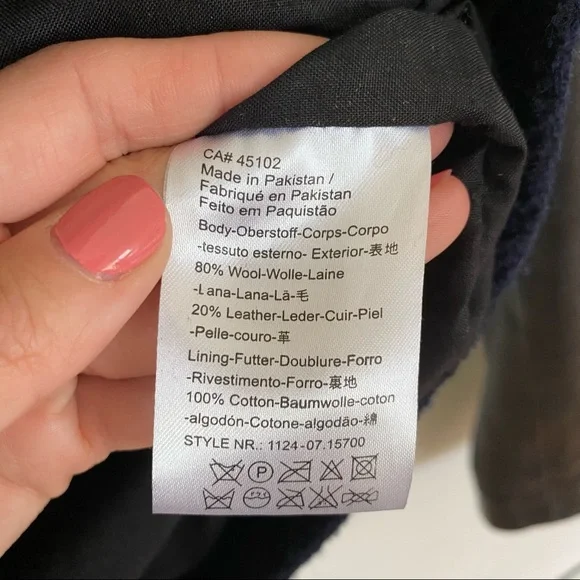 CA# 45102
Made in Pakistan /
Fabriqué en Pakistan
Feito em Paquistão
Body-Oberstoff-Corps-Corpo
-tessuto esterno- Exterior-表地
80% Wool-Wolle-Laine
-Lana-Lana-Lã-毛
20% Leather-Leder-Cuir-Piel
-Pelle-couro-革
Lining-Futter-Doublure-Forro
-Rivestimento-Forro-裏地
100% Cotton-Baumwolle-coton
-algodón-Cotone-algodão-綿
STYLE NR.: 1124-07.15700
P